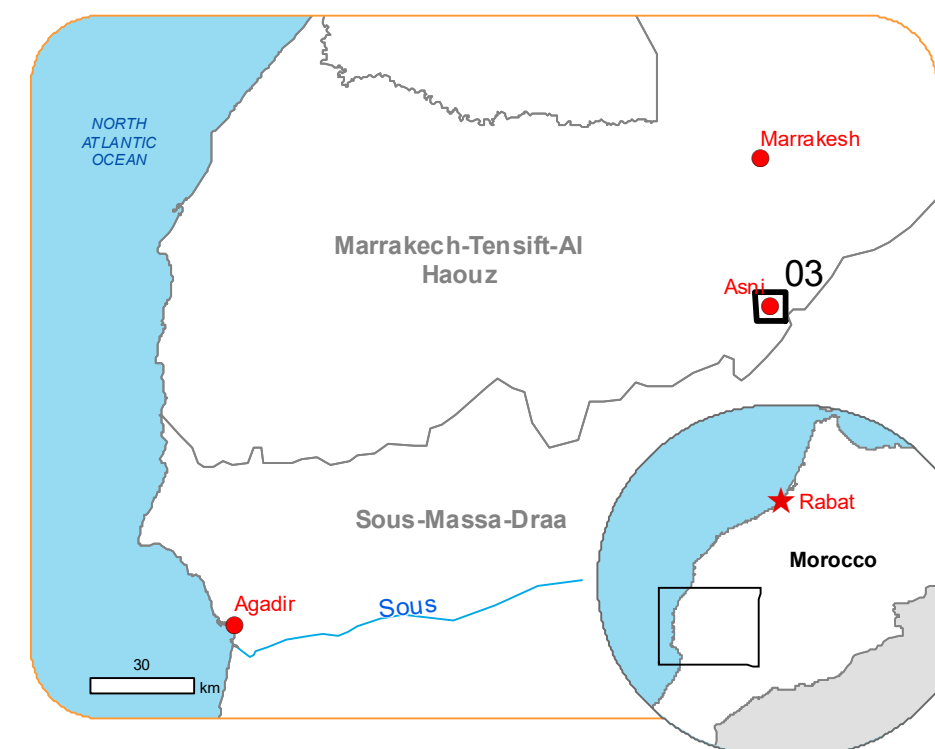 NORTH
ATLANTIC
OCEAN
Marrakesh
Marrakech-Tensift-Al
Haouz
03
Asni
Rabat
Sous-Massa-Draa
Morocco
Agadir
Sous
30
km